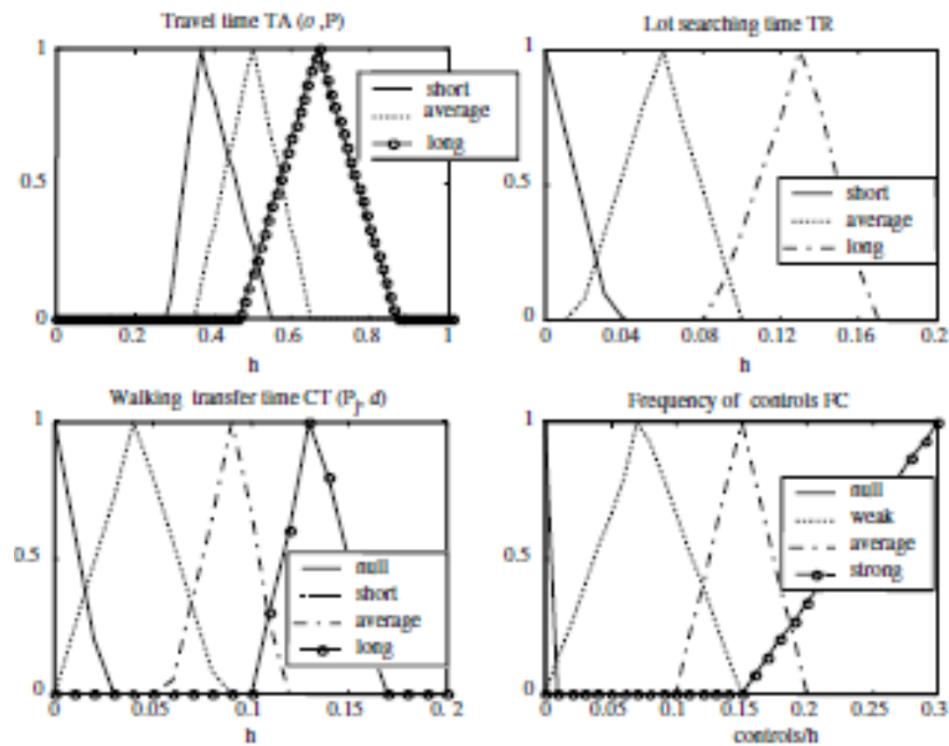 Travel time TA (σ ,P)
1
0.5
0
0 0.2 0.4 0.6 0.8 1
h
short
average
long
Lot searching time TR
1
0.5
0
0 0.04 0.08 0.12 0.16 0.2
h
short
average
long
Walking transfer time CT (Pj, d)
1
0.5
0
0 0.05 0.1 0.15 0. 2
h
null
short
average
long
Frequency of controls FC
1
0.5
0
0 0.05 0.1 0.15 0.2 0.25 0.3
controls/h
null
weak
average
strong